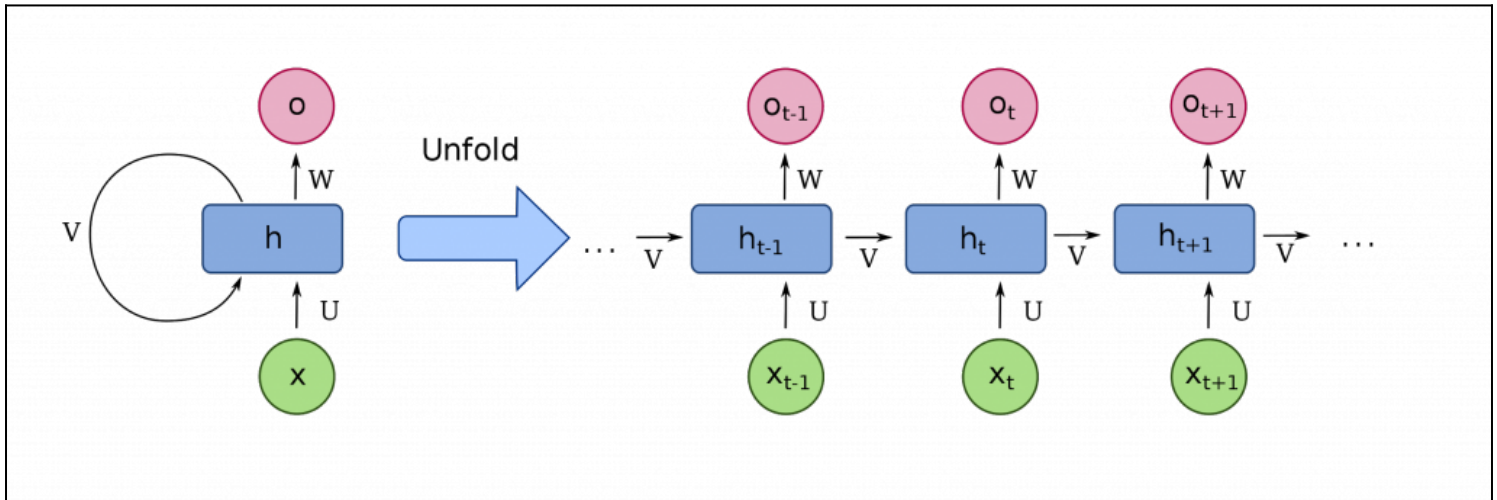 o
Unfold
W
V
h
U
x
o_{t-1}
o_t
o_{t+1}
W
W
W
...
V
h_{t-1}
V
h_t
V
h_{t+1}
V
...
U
U
U
x_{t-1}
x_t
x_{t+1}